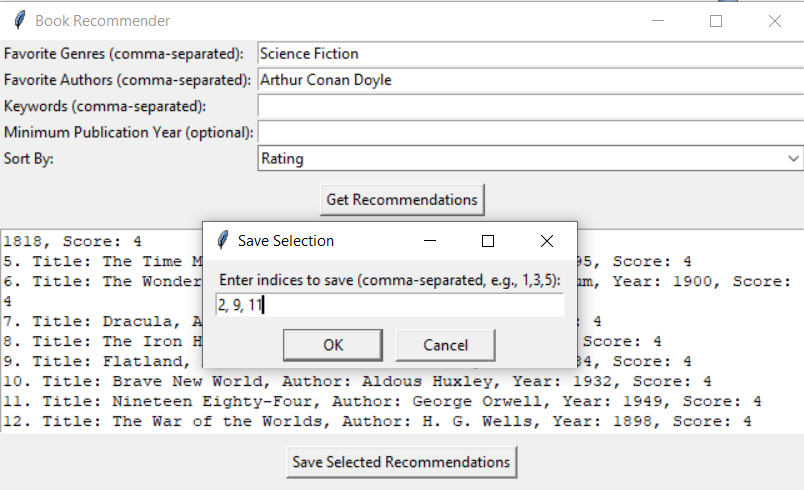 Book Recommender
Favorite Genres (comma-separated): Science Fiction
Favorite Authors (comma-separated): Arthur Conan Doyle
Keywords (comma-separated):
Minimum Publication Year (optional):
Sort By: Rating
Get Recommendations
Save Selection
Enter indices to save (comma-separated, e.g., 1,3,5):
2, 9, 11
OK Cancel
1818, Score: 4
5. Title: The Time 95, Score: 4
6. Title: The Wonder um, Year: 1900, Score:
4
7. Title: Dracula, : 4
8. Title: The Iron Score: 4
9. Title: Flatland, 84, Score: 4
10. Title: Brave New World, Author: Aldous Huxley, Year: 1932, Score: 4
11. Title: Nineteen Eighty-Four, Author: George Orwell, Year: 1949, Score: 4
12. Title: The War of the Worlds, Author: H. G. Wells, Year: 1898, Score: 4
Save Selected Recommendations